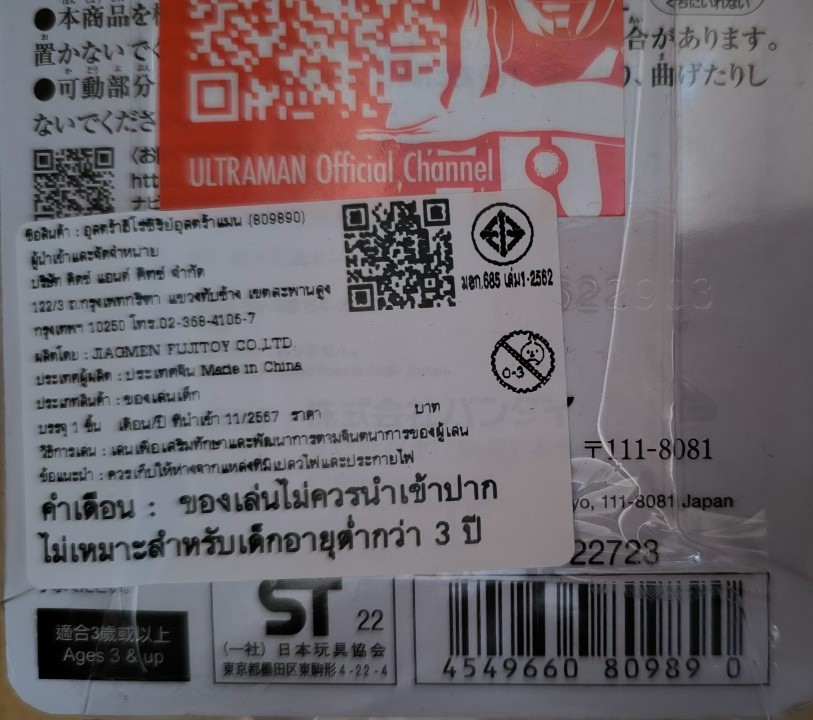 ●本商品を
置かないでく
●可動部分
ないでくださ
合があります。
、曲げたりし
ULTRAMAN Official Channel
ชื่อสินค้า : อุลตร้าฮีโร่ซีรีย์อุลตร้าแมน (809890)
ผู้นำเข้าและจัดจำหน่าย
บริษัท คิดซ์ แอนด์ คิทซ์ จำกัด
122/3 ถ.กรุงเทพกรีฑา แขวงทับช้าง เขตสะพานสูง
กรุงเทพฯ 10250 โทร.02-368-4105-7
ผลิตโดย : JIAGMEN FUJITOY CO.,LTD.
ประเทศผู้ผลิต : ประเทศจีน Made in China
ประเภทสินค้า : ของเล่นเด็ก
บรรจุ 1 ชิ้น เดือน/ปี ที่นำเข้า 11/2567 ราคา บาท
วิธีการเล่น : เล่นเพื่อเสริมทักษะและพัฒนาการตามจินตนาการของผู้เล่น
ข้อแนะนำ : ควรเก็บให้ห่างจากแหล่งที่มีเปลวไฟและประกายไฟ
คำเตือน : ของเล่นไม่ควรนำเข้าปาก
ไม่เหมาะสำหรับเด็กอายุต่ำกว่า 3 ปี
มอก.685 เล่ม1-2562
0-3
〒111-8081
yo, 111-8081 Japan
22723
適合3歲或以上
Ages 3 & up
ST 22
(一社) 日本玩具協会
東京都墨田区東駒形4-22-4
4549660 80989 0